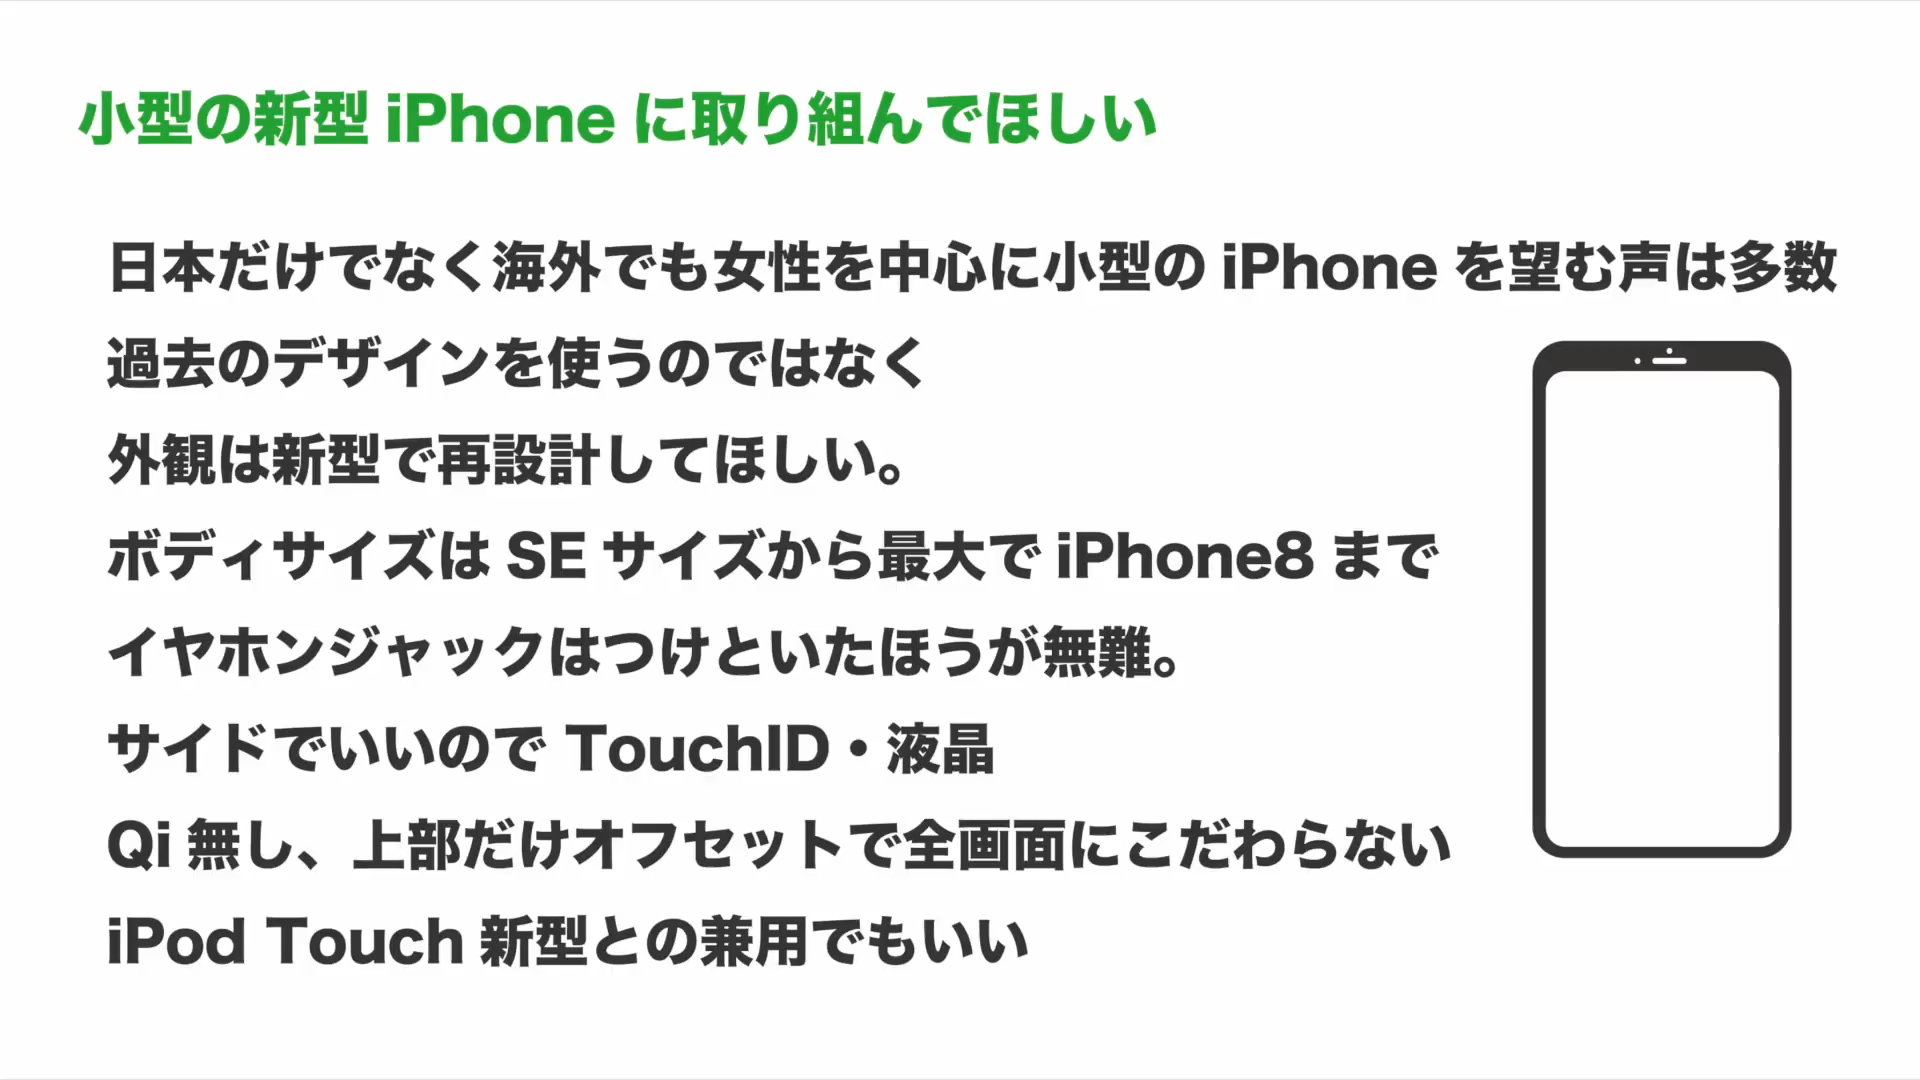 小型の新型 iPhone に取り組んでほしい
日本だけでなく海外でも女性を中心に小型の iPhone を望む声は多数
過去のデザインを使うのではなく
外観は新型で再設計してほしい。
ボディサイズは SE サイズから最大で iPhone8 まで
イヤホンジャックはつけといたほうが無難。
サイドでいいので TouchID・液晶
Qi 無し、上部だけオフセットで全画面にこだわらない
iPod Touch 新型との兼用でもいい